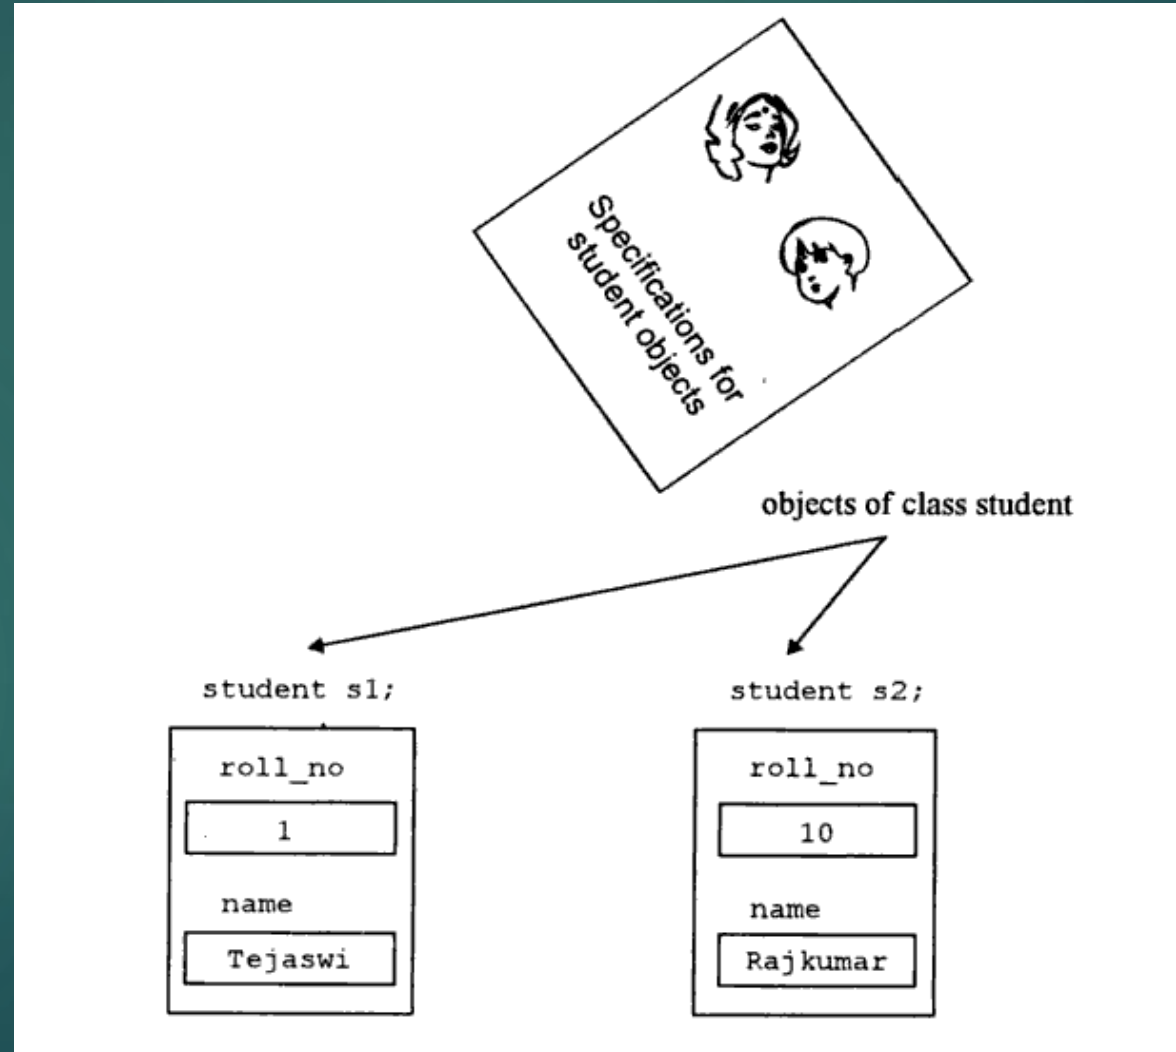 Specifications for
student objects
objects of class student
student s1;
student s2;
roll_no
1
name
Tejaswi
roll_no
10
name
Rajkumar